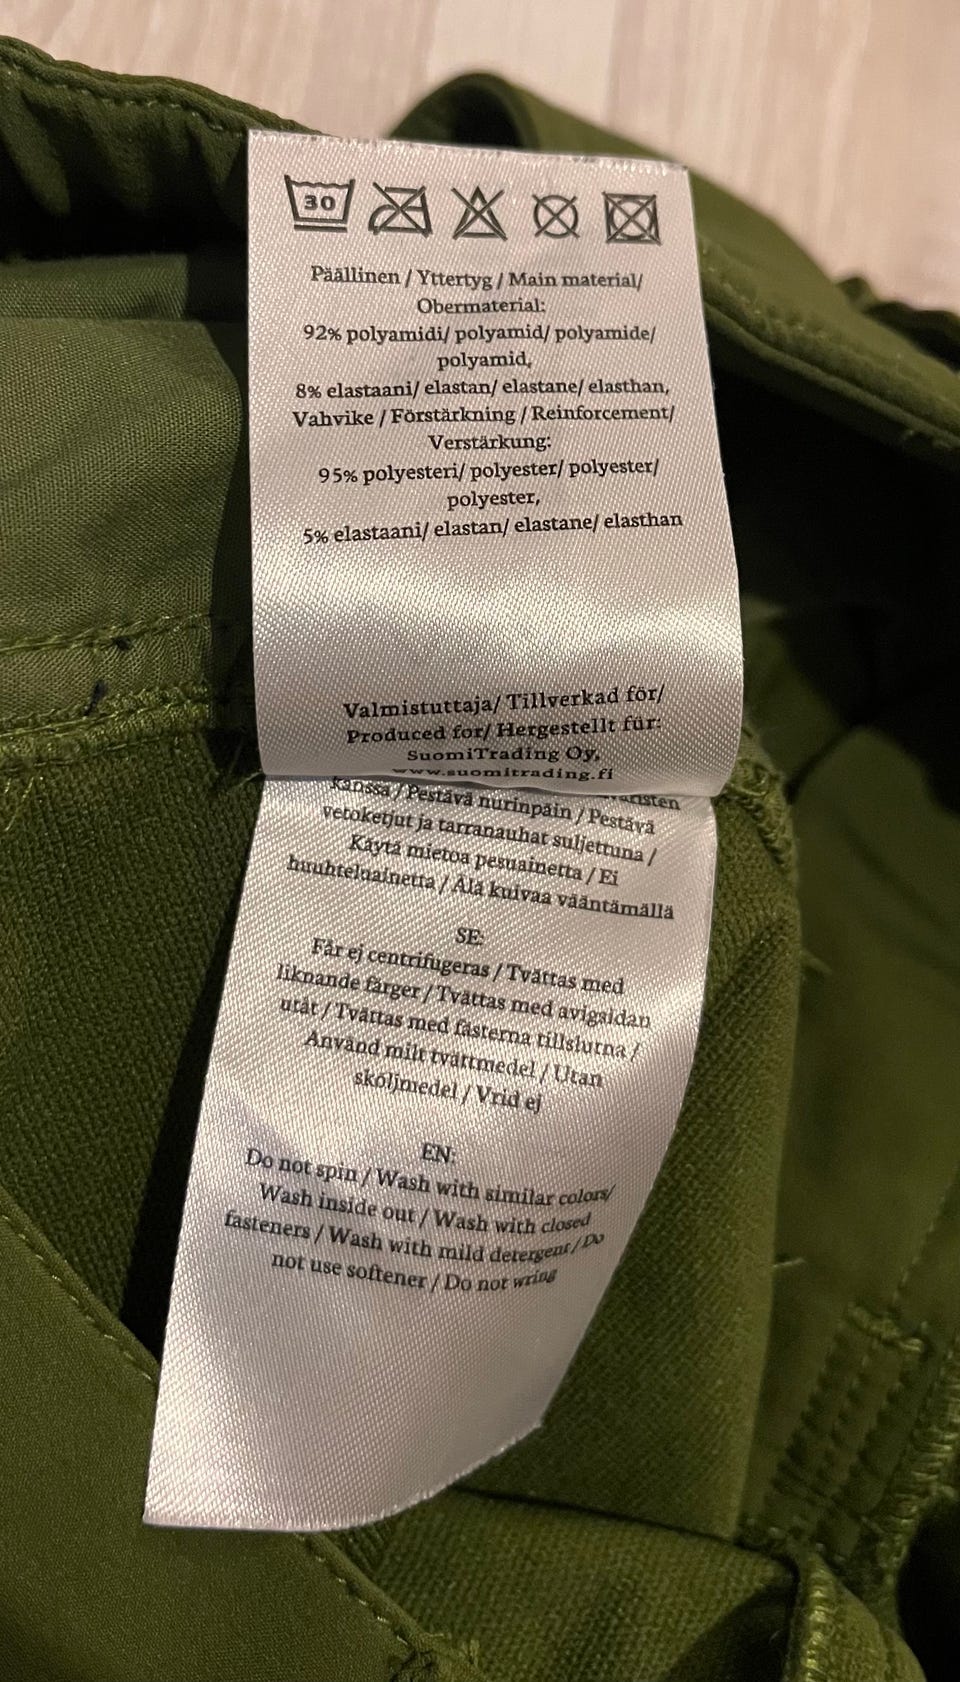 30
Päällinen / Yttertyg / Main material/
Obermaterial:
92% polyamidi/ polyamid/ polyamide/
polyamid,
8% elastaani/ elastan/ elastane/ elasthan,
Vahvike / Förstärkning / Reinforcement/
Verstärkung:
95% polyesteri/ polyester/ polyester/
polyester,
5% elastaani/ elastan/ elastane/ elasthan
Valmistuttaja/ Tillverkad för/
Produced for/ Hergestellt für:
SuomiTrading Oy,
www.suomitrading.fi
kanssa / Pestävä nurinpäin / Pestävä
vetoketjut ja tarranauhat suljettuna /
Käytä mietoa pesuainetta / Ei
huuhteluainetta / Älä kuivaa vääntämällä
SE:
Får ej centrifugeras / Tvättas med
liknande färger / Tvättas med avigsidan
utåt / Tvättas med fästerna tillslutna /
Använd milt tvättmedel / Utan
sköljmedel / Vrid ej
EN:
Do not spin / Wash with similar colors/
Wash inside out / Wash with closed
fasteners / Wash with mild detergent / Do
not use softener / Do not wring